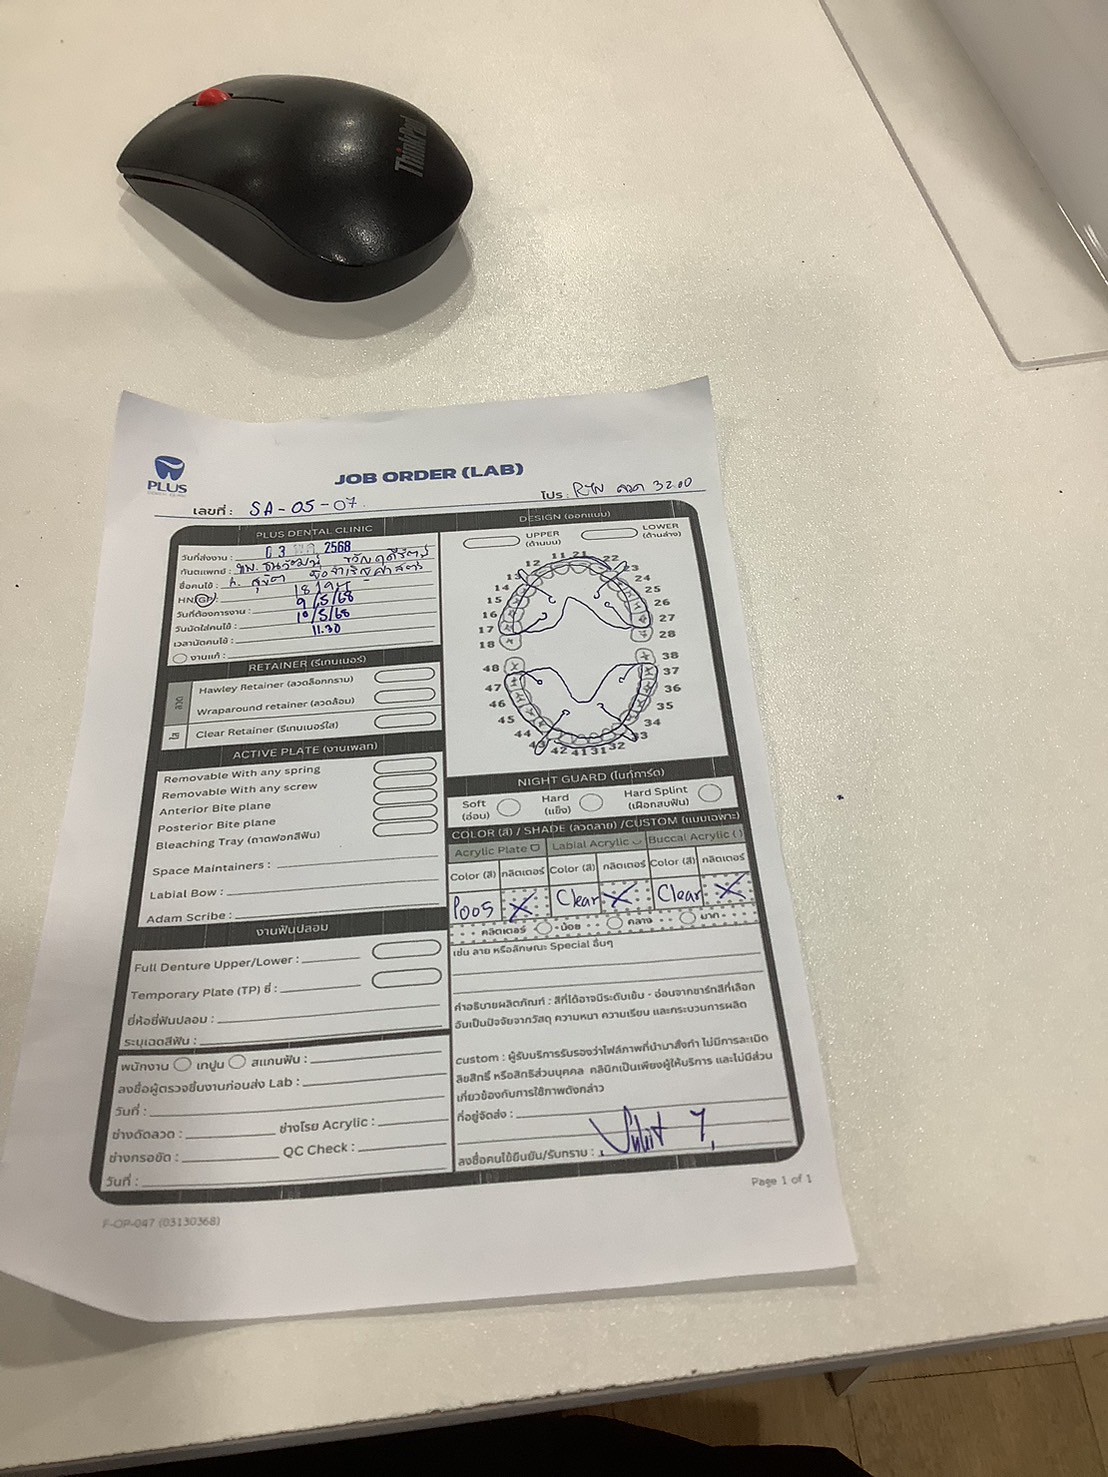 ThinkPad
PLUS
DENTAL CLINIC
JOB ORDER (LAB)
เลขที่ : SA-05-07
โปร : RTN ลวด 3200
PLUS DENTAL CLINIC
วันที่ส่งงาน : 03 พ.ค. 2568
ทันตแพทย์ : ทพ.
ชื่อคนไข้ :
HN/GN :
วันที่ต้องการงาน : 9/5/68
วันนัดใส่คนไข้ : 10/5/68
เวลานัดคนไข้ : 11.30
งานแก้ :
RETAINER (รีเทนเนอร์)
ลวด
Hawley Retainer (ลวดล็อกกราม)
Wraparound retainer (ลวดล้อม)
ใส
Clear Retainer (รีเทนเนอร์ใส)
ACTIVE PLATE (งานเพลท)
Removable With any spring
Removable With any screw
Anterior Bite plane
Posterior Bite plane
Bleaching Tray (ถาดฟอกสีฟัน)
Space Maintainers :
Labial Bow :
Adam Scribe :
งานฟันปลอม
Full Denture Upper/Lower :
Temporary Plate (TP) ซี่ :
ยี่ห้อซี่ฟันปลอม :
ระบุเฉดสีฟัน :
พนักงาน เทปูน สแกนฟัน :
ลงชื่อผู้ตรวจชิ้นงานก่อนส่ง Lab :
วันที่ :
ช่างดัดลวด : ช่างโรย Acrylic :
ช่างกรอขัด : QC Check :
วันที่ :
DESIGN (ออกแบบ)
UPPER (ด้านบน) LOWER (ด้านล่าง)
11 21
12 22
13 23
14 24
15 25
16 26
17 27
18 28
48 38
47 37
46 36
45 35
44 34
43 33
42 41 31 32
NIGHT GUARD (ไนท์การ์ด)
Soft (อ่อน) Hard (แข็ง) Hard Splint (เฝือกสบฟัน)
COLOR (สี) / SHADE (ลวดลาย) /CUSTOM (แบบเฉพาะ)
Acrylic Plate Labial Acrylic Buccal Acrylic ( )
Color (สี) กลิตเตอร์ Color (สี) กลิตเตอร์ Color (สี) กลิตเตอร์
P005 X Clear X Clear X
กลิตเตอร์ น้อย กลาง มาก
เช่น ลาย หรือลักษณะ Special อื่นๆ
คำอธิบายผลิตภัณฑ์ : สีที่ได้อาจมีระดับเข้ม - อ่อนจากชาร์ทสีที่เลือก
อันเป็นปัจจัยจากวัสดุ ความหนา ความเรียบ และกระบวนการผลิต
custom : ผู้รับบริการรับรองว่าไฟล์ภาพที่นำมาสั่งทำ ไม่มีการละเมิด
ลิขสิทธิ์ หรือสิทธิส่วนบุคคล คลินิกเป็นเพียงผู้ให้บริการ และไม่มีส่วน
เกี่ยวข้องกับการใช้ภาพดังกล่าว
ที่อยู่จัดส่ง :
ลงชื่อคนไข้ยืนยัน/รับทราบ :
F-OP-047 (03130368)
Page 1 of 1